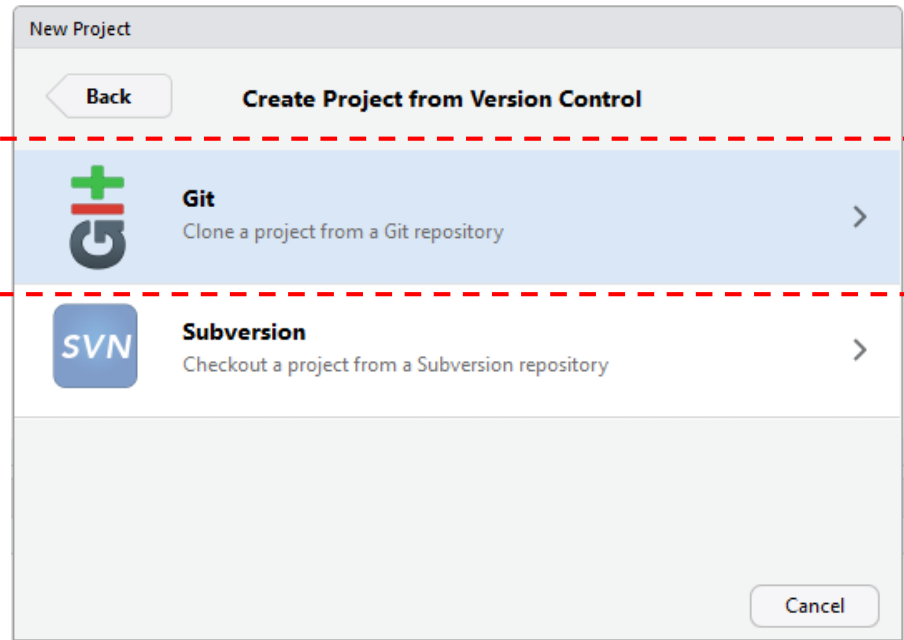 New Project
Back
Create Project from Version Control
Git
Git
Clone a project from a Git repository
SVN
Subversion
Checkout a project from a Subversion repository
Cancel